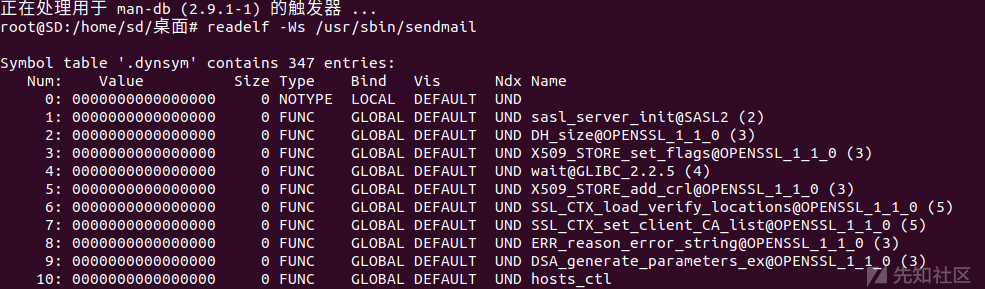 正在处理用于 man-db (2.9.1-1) 的触发器 ...
root@SD:/home/sd/桌面# readelf -Ws /usr/sbin/sendmail
Symbol table '.dynsym' contains 347 entries:
Num: Value Size Type Bind Vis Ndx Name
0: 0000000000000000 0 NOTYPE LOCAL DEFAULT UND
1: 0000000000000000 0 FUNC GLOBAL DEFAULT UND sasl_server_init@SASL2 (2)
2: 0000000000000000 0 FUNC GLOBAL DEFAULT UND DH_size@OPENSSL_1_1_0 (3)
3: 0000000000000000 0 FUNC GLOBAL DEFAULT UND X509_STORE_set_flags@OPENSSL_1_1_0 (3)
4: 0000000000000000 0 FUNC GLOBAL DEFAULT UND wait@GLIBC_2.2.5 (4)
5: 0000000000000000 0 FUNC GLOBAL DEFAULT UND X509_STORE_add_crl@OPENSSL_1_1_0 (3)
6: 0000000000000000 0 FUNC GLOBAL DEFAULT UND SSL_CTX_load_verify_locations@OPENSSL_1_1_0 (5)
7: 0000000000000000 0 FUNC GLOBAL DEFAULT UND SSL_CTX_set_client_CA_list@OPENSSL_1_1_0 (5)
8: 0000000000000000 0 FUNC GLOBAL DEFAULT UND ERR_reason_error_string@OPENSSL_1_1_0 (3)
9: 0000000000000000 0 FUNC GLOBAL DEFAULT UND DSA_generate_parameters_ex@OPENSSL_1_1_0 (3)
10: 0000000000000000 0 FUNC GLOBAL DEFAULT UND hosts_ctl
先知社区